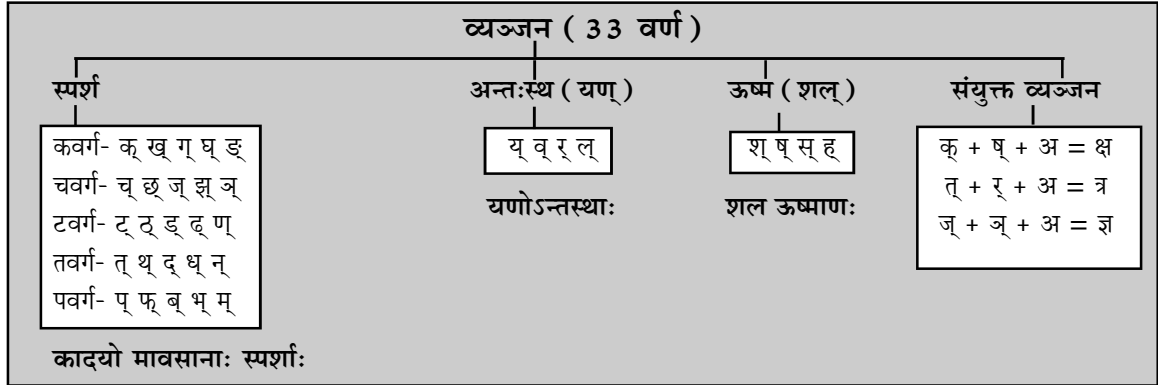 व्यञ्जन ( 33 वर्ण )
स्पर्श
कवर्ग- क् ख् ग् घ् ङ्
चवर्ग- च् छ् ज् झ् ञ्
टवर्ग- ट् ठ् ड् ढ् ण्
तवर्ग- त् थ् द् ध् न्
पवर्ग- प् फ् ब् भ् म्
कादयो मावसानाः स्पर्शाः
अन्तःस्थ ( यण् )
य् व् र् ल्
यणोऽन्तस्थाः
ऊष्म ( शल् )
श् ष् स् ह्
शल ऊष्माणः
संयुक्त व्यञ्जन
क् + ष् + अ = क्ष
त् + र् + अ = त्र
ज् + ञ् + अ = ज्ञ